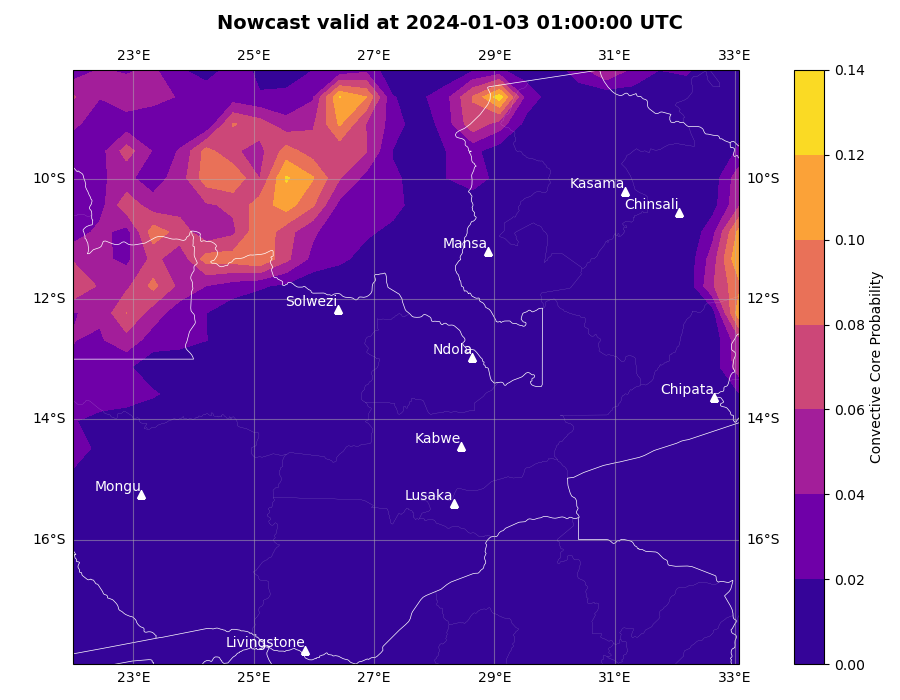 Nowcast valid at 2024-01-03 01:00:00 UTC
23°E 25°E 27°E 29°E 31°E 33°E
0.14
0.12
10°S Kasama 10°S
Chinsali
0.10
Mansa
12°S 12°S
Solwezi
0.08
Ndola
Convective Core Probability
Chipata
0.06
14°S 14°S
Kabwe
Mongu
Lusaka
0.04
16°S 16°S
0.02
Livingstone
0.00
23°E 25°E 27°E 29°E 31°E 33°E